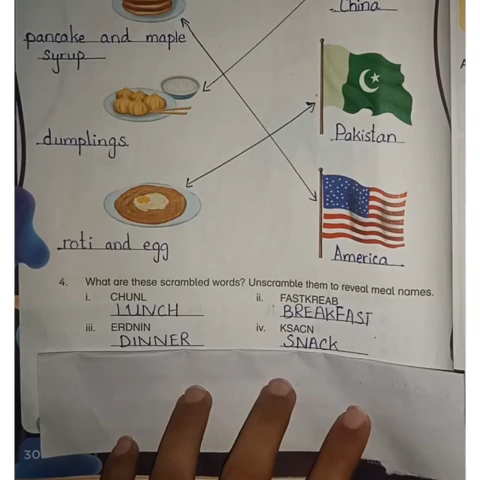 China
pancake and maple
syrup
dumplings
Pakistan
roti and egg
America
4. What are these scrambled words? Unscramble them to reveal meal names.
i. CHUNL ii. FASTKREAB
LUNCH BREAKFAST
iii. ERDNIN iv. KSACN
DINNER SNACK
30